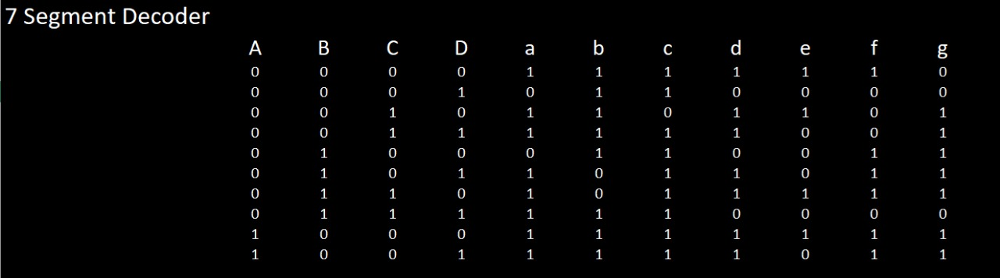 7 Segment Decoder
A B C D a b c d e f g
0 0 0 0 1 1 1 1 1 1 0
0 0 0 1 0 1 1 0 0 0 0
0 0 1 0 1 1 0 1 1 0 1
0 0 1 1 1 1 1 1 0 0 1
0 1 0 0 0 1 1 0 0 1 1
0 1 0 1 1 0 1 1 0 1 1
0 1 1 0 1 0 1 1 1 1 1
0 1 1 1 1 1 1 0 0 0 0
1 0 0 0 1 1 1 1 1 1 1
1 0 0 1 1 1 1 1 0 1 1